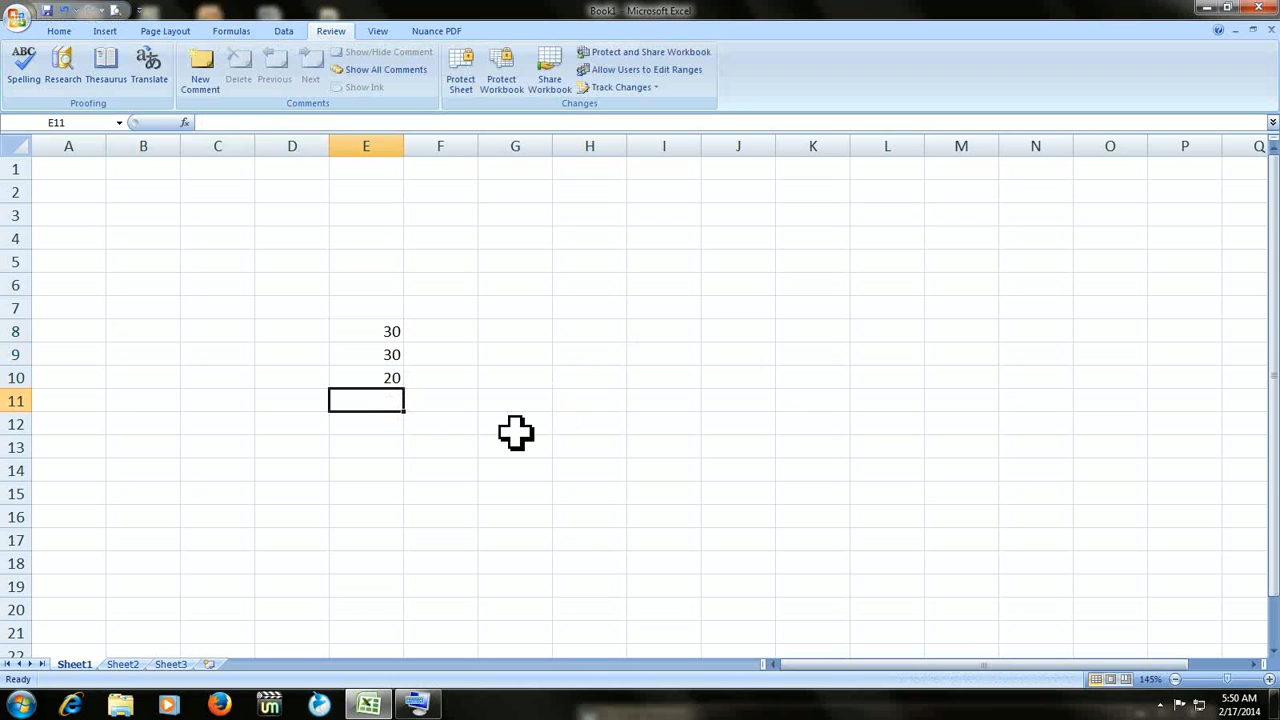 Book1 - Microsoft Excel
Home Insert Page Layout Formulas Data Review View Nuance PDF
ABC
Spelling Research Thesaurus Translate
New Comment Delete Previous Next
Show/Hide Comment
Show All Comments
Show Ink
Protect Sheet Protect Workbook Share Workbook
Protect and Share Workbook
Allow Users to Edit Ranges
Track Changes
Proofing Comments Changes
E11 fx
A B C D E F G H I J K L M N O P Q
1
2
3
4
5
6
7
8 30
9 30
10 20
11
12
13
14
15
16
17
18
19
20
21
22
Sheet1 Sheet2 Sheet3
Ready 145%
UM
5:50 AM
2/17/2014